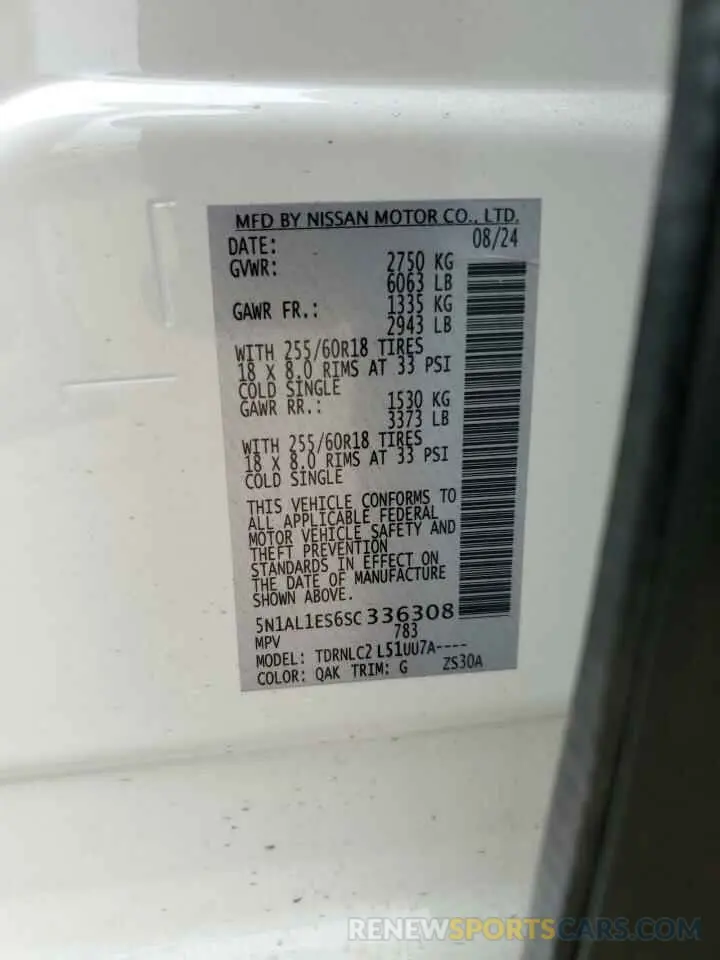 MFD BY NISSAN MOTOR CO., LTD.
DATE: 08/24
GVWR: 2750 KG
6063 LB
GAWR FR.: 1335 KG
2943 LB
WITH 255/60R18 TIRES
18 X 8.0 RIMS AT 33 PSI
COLD SINGLE
GAWR RR.: 1530 KG
3373 LB
WITH 255/60R18 TIRES
18 X 8.0 RIMS AT 33 PSI
COLD SINGLE
THIS VEHICLE CONFORMS TO
ALL APPLICABLE FEDERAL
MOTOR VEHICLE SAFETY AND
THEFT PREVENTION
STANDARDS IN EFFECT ON
THE DATE OF MANUFACTURE
SHOWN ABOVE.
5N1AL1ES6SC336308
MPV 783
MODEL: TDRNLC2 L51UU7A----
COLOR: QAK TRIM: G ZS30A
RENEWSPORTSCARS.COM